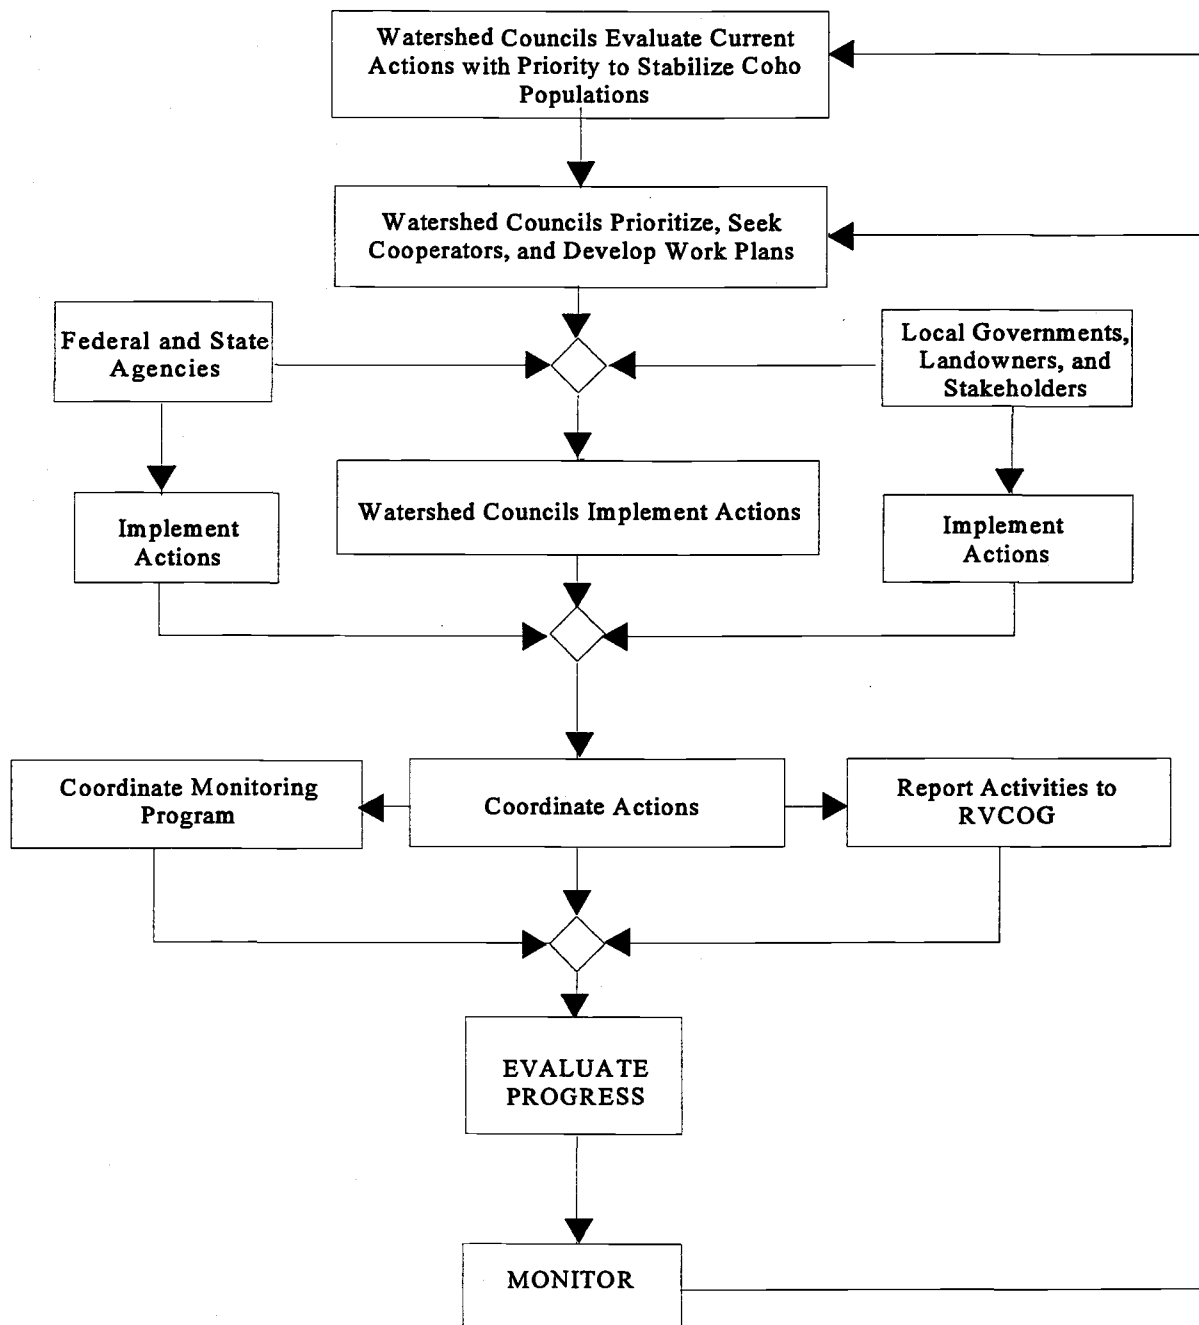 Watershed Councils Evaluate Current
Actions with Priority to Stabilize Coho
Populations
Watershed Councils Prioritize, Seek
Cooperators, and Develop Work Plans
Federal and State
Agencies
Local Governments,
Landowners, and
Stakeholders
Implement
Actions
Watershed Councils Implement Actions
Implement
Actions
Coordinate Monitoring
Program
Coordinate Actions
Report Activities to
RVCOG
EVALUATE
PROGRESS
MONITOR